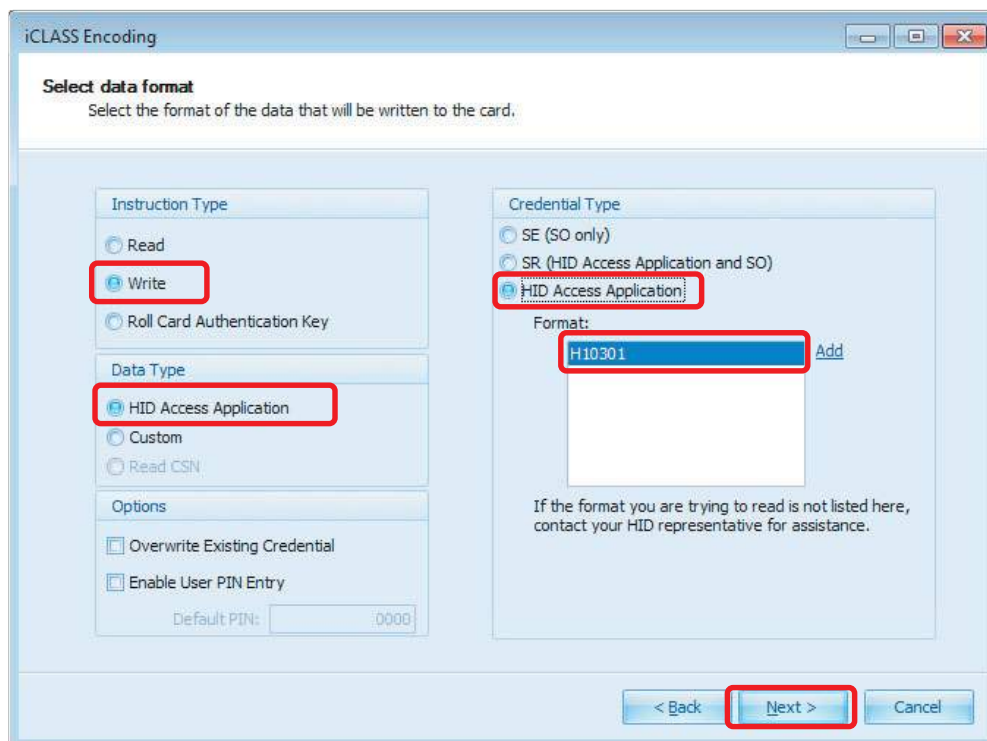 iCLASS Encoding
Select data format
Select the format of the data that will be written to the card.
Instruction Type
Read
Write
Roll Card Authentication Key
Data Type
HID Access Application
Custom
Read CSN
Options
Overwrite Existing Credential
Enable User PIN Entry
Default PIN: 0000
Credential Type
SE (SO only)
SR (HID Access Application and SO)
HID Access Application
Format:
H10301 Add
If the format you are trying to read is not listed here,
contact your HID representative for assistance.
< Back Next > Cancel